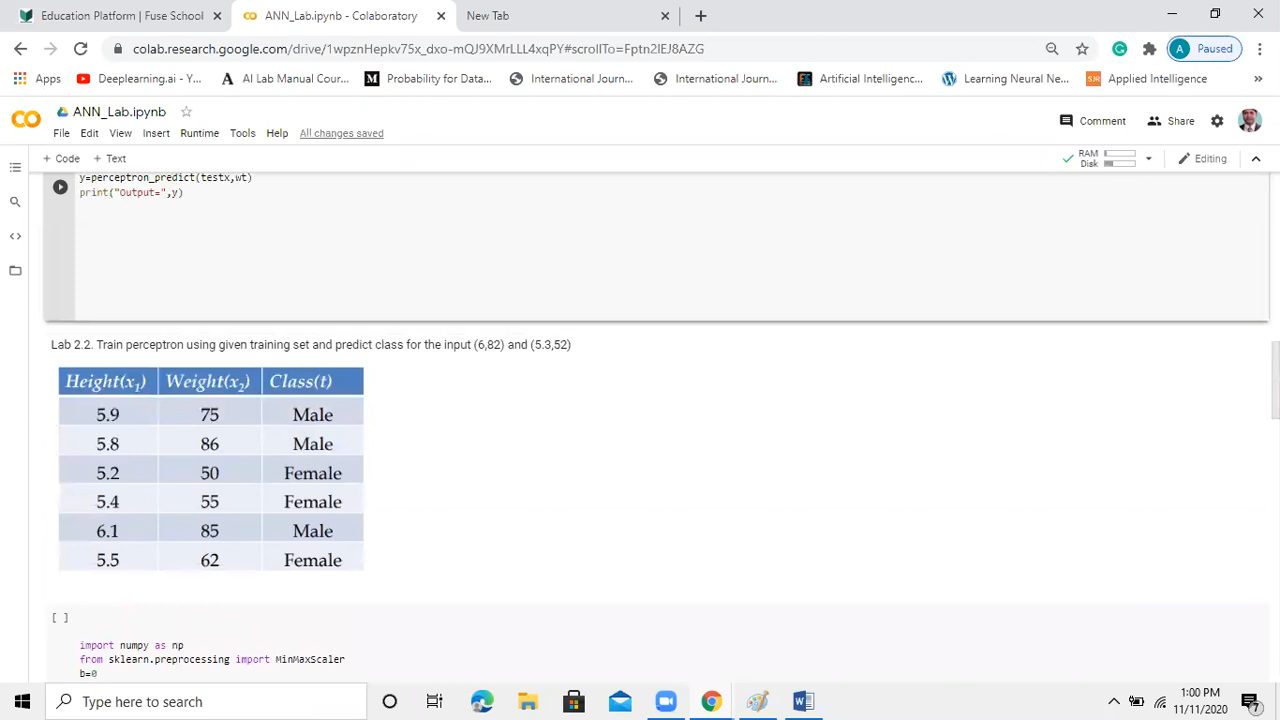 Education Platform | Fuse School
ANN_Lab.ipynb - Colaboratory
New Tab
colab.research.google.com/drive/1wpznHepkv75x_dxo-mQJ9XMrLLL4xqPY#scrollTo=Fptn2lEJ8AZG
Paused
Apps
Deeplearning.ai - Y...
AI Lab Manual Cour...
Probability for Data...
International Journ...
International Journ...
Artificial Intelligenc...
Learning Neural Ne...
Applied Intelligence
ANN_Lab.ipynb
Comment
Share
File Edit View Insert Runtime Tools Help All changes saved
+ Code + Text
RAM
Disk
Editing
y=perceptron_predict(testx,wt)
print("Output=",y)
Lab 2.2. Train perceptron using given training set and predict class for the input (6,82) and (5.3,52)
Height(x1) Weight(x2) Class(t)
5.9 75 Male
5.8 86 Male
5.2 50 Female
5.4 55 Female
6.1 85 Male
5.5 62 Female
[ ]
import numpy as np
from sklearn.preprocessing import MinMaxScaler
b=0
Type here to search
1:00 PM
11/11/2020
7